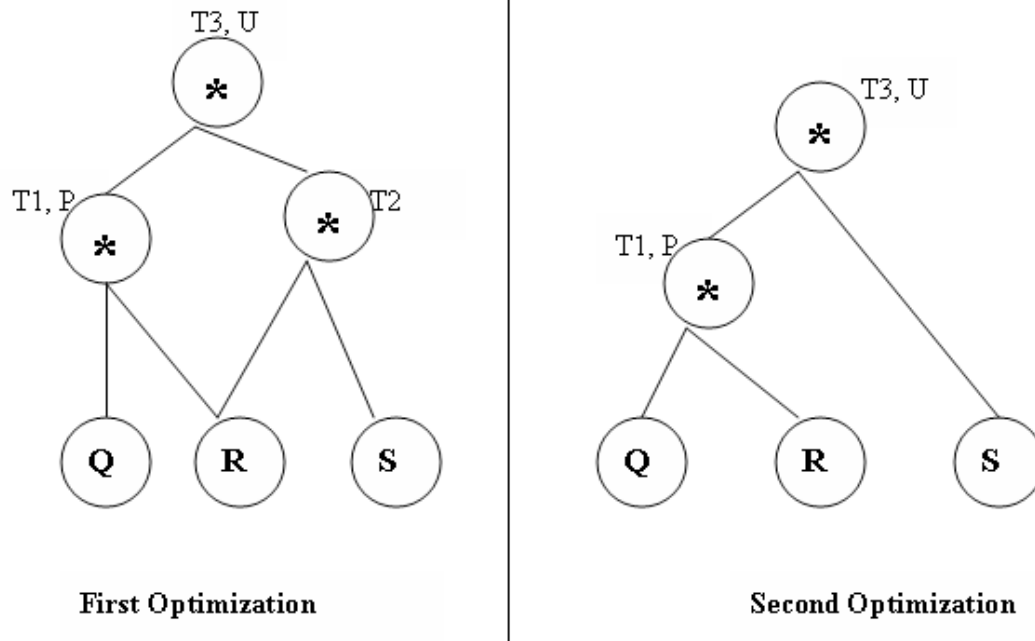 T3, U
*
T1, P
*
T2
*
Q
R
S
First Optimization
T3, U
*
T1, P
*
Q
R
S
Second Optimization